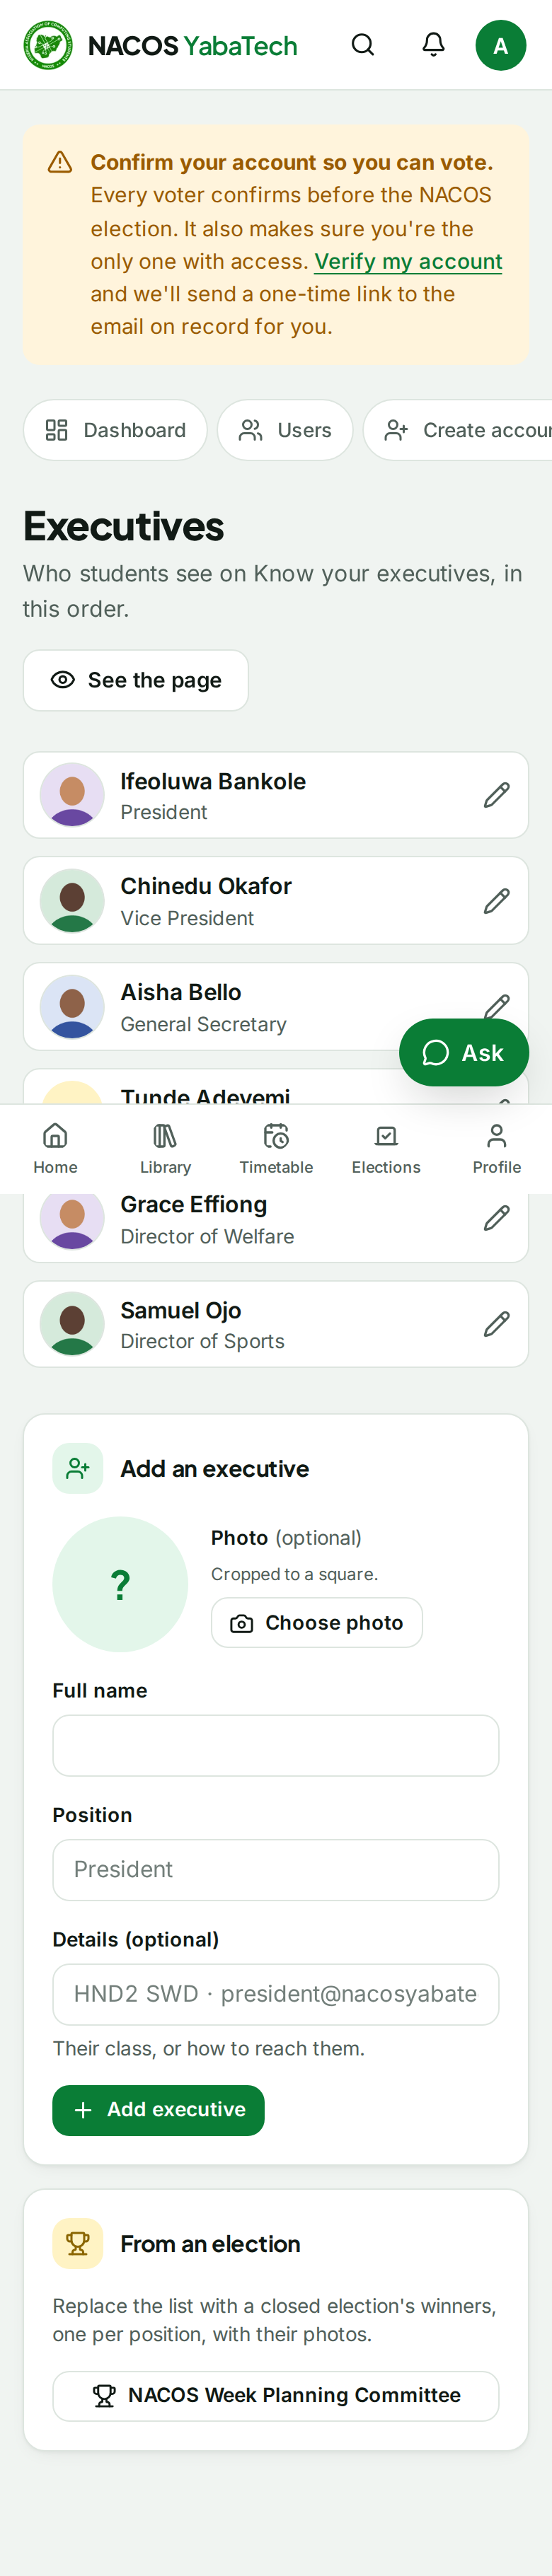 NACOS YabaTech
A
Confirm your account so you can vote.
Every voter confirms before the NACOS
election. It also makes sure you're the
only one with access. Verify my account
and we'll send a one-time link to the
email on record for you.
Dashboard
Users
Create accoun
Executives
Who students see on Know your executives, in
this order.
See the page
Ifeoluwa Bankole
President
Chinedu Okafor
Vice President
Aisha Bello
General Secretary
Ask
Tunde Adeyemi
Home
Library
Timetable
Elections
Profile
Grace Effiong
Director of Welfare
Samuel Ojo
Director of Sports
Add an executive
?
Photo (optional)
Cropped to a square.
Choose photo
Full name
Position
President
Details (optional)
HND2 SWD · president@nacosyabate
Their class, or how to reach them.
Add executive
From an election
Replace the list with a closed election's winners,
one per position, with their photos.
NACOS Week Planning Committee